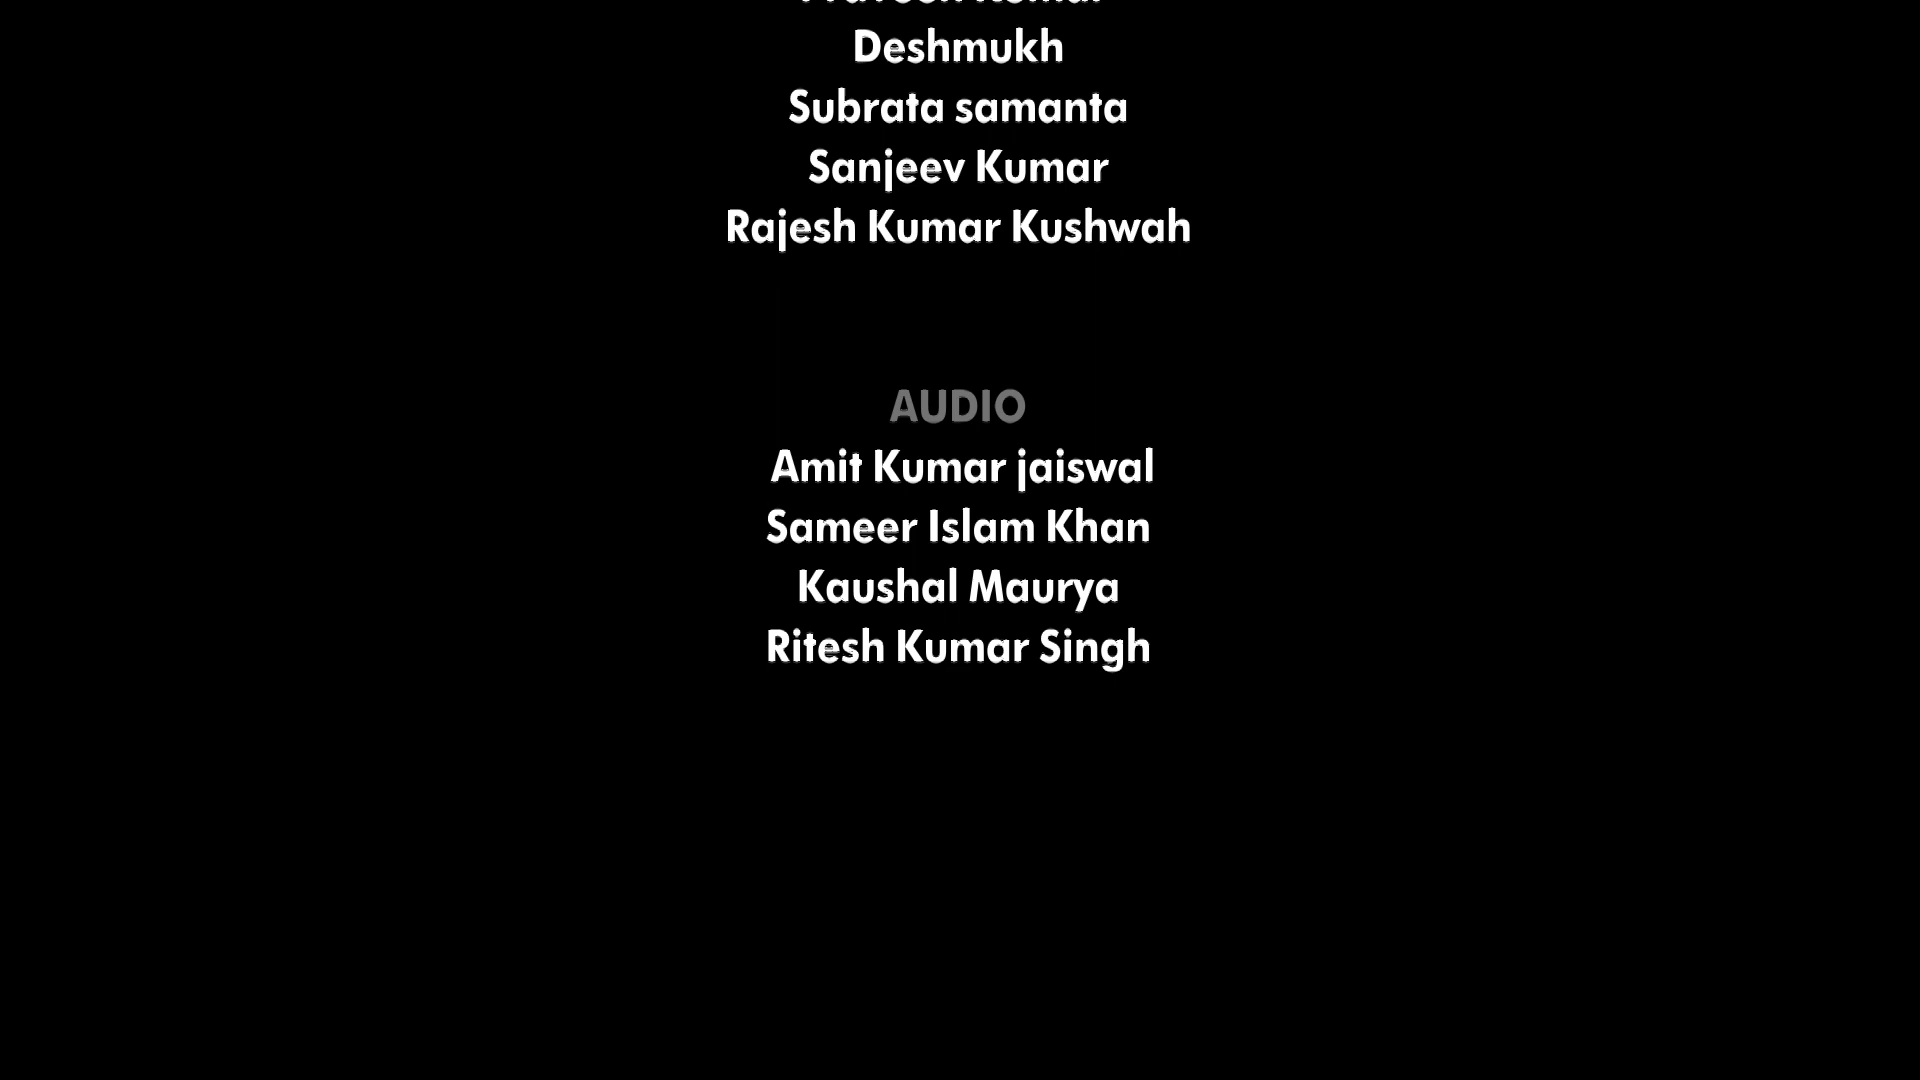 Deshmukh
Subrata samanta
Sanjeev Kumar
Rajesh Kumar Kushwah
AUDIO
Amit Kumar jaiswal
Sameer Islam Khan
Kaushal Maurya
Ritesh Kumar Singh